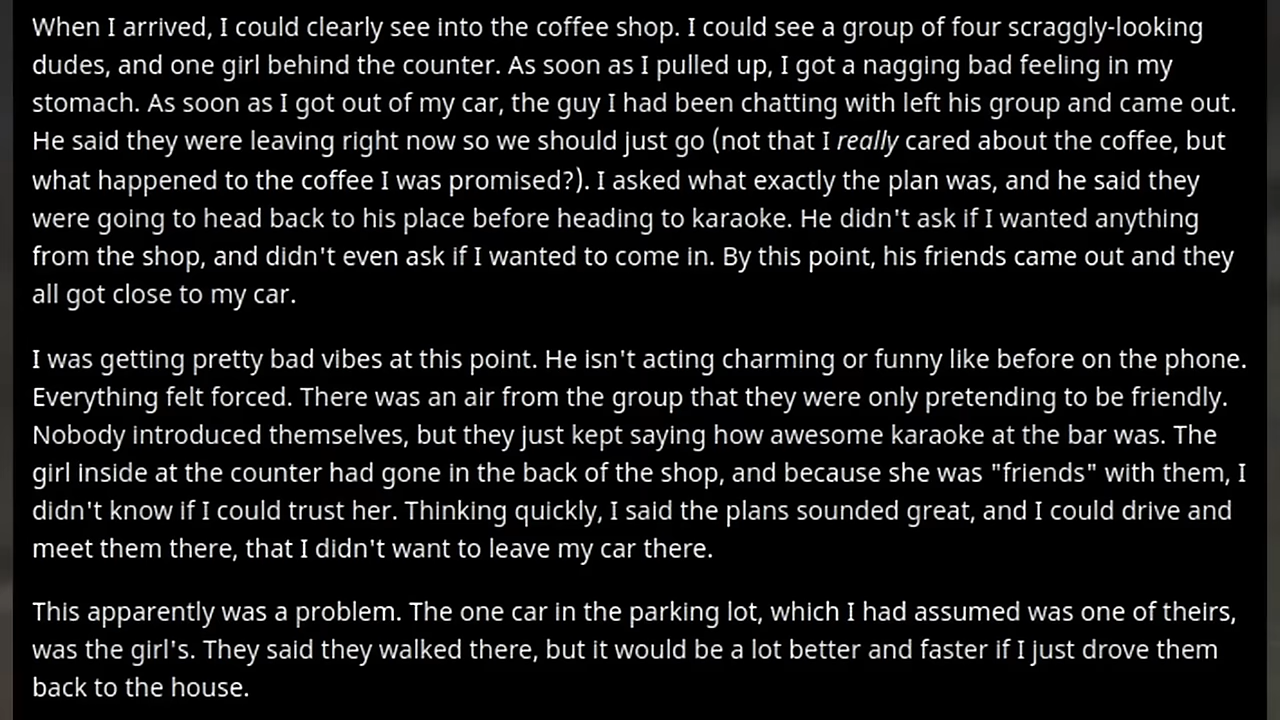 When I arrived, I could clearly see into the coffee shop. I could see a group of four scraggly-looking
dudes, and one girl behind the counter. As soon as I pulled up, I got a nagging bad feeling in my
stomach. As soon as I got out of my car, the guy I had been chatting with left his group and came out.
He said they were leaving right now so we should just go (not that I really cared about the coffee, but
what happened to the coffee I was promised?). I asked what exactly the plan was, and he said they
were going to head back to his place before heading to karaoke. He didn't ask if I wanted anything
from the shop, and didn't even ask if I wanted to come in. By this point, his friends came out and they
all got close to my car.
I was getting pretty bad vibes at this point. He isn't acting charming or funny like before on the phone.
Everything felt forced. There was an air from the group that they were only pretending to be friendly.
Nobody introduced themselves, but they just kept saying how awesome karaoke at the bar was. The
girl inside at the counter had gone in the back of the shop, and because she was "friends" with them, I
didn't know if I could trust her. Thinking quickly, I said the plans sounded great, and I could drive and
meet them there, that I didn't want to leave my car there.
This apparently was a problem. The one car in the parking lot, which I had assumed was one of theirs,
was the girl's. They said they walked there, but it would be a lot better and faster if I just drove them
back to the house.